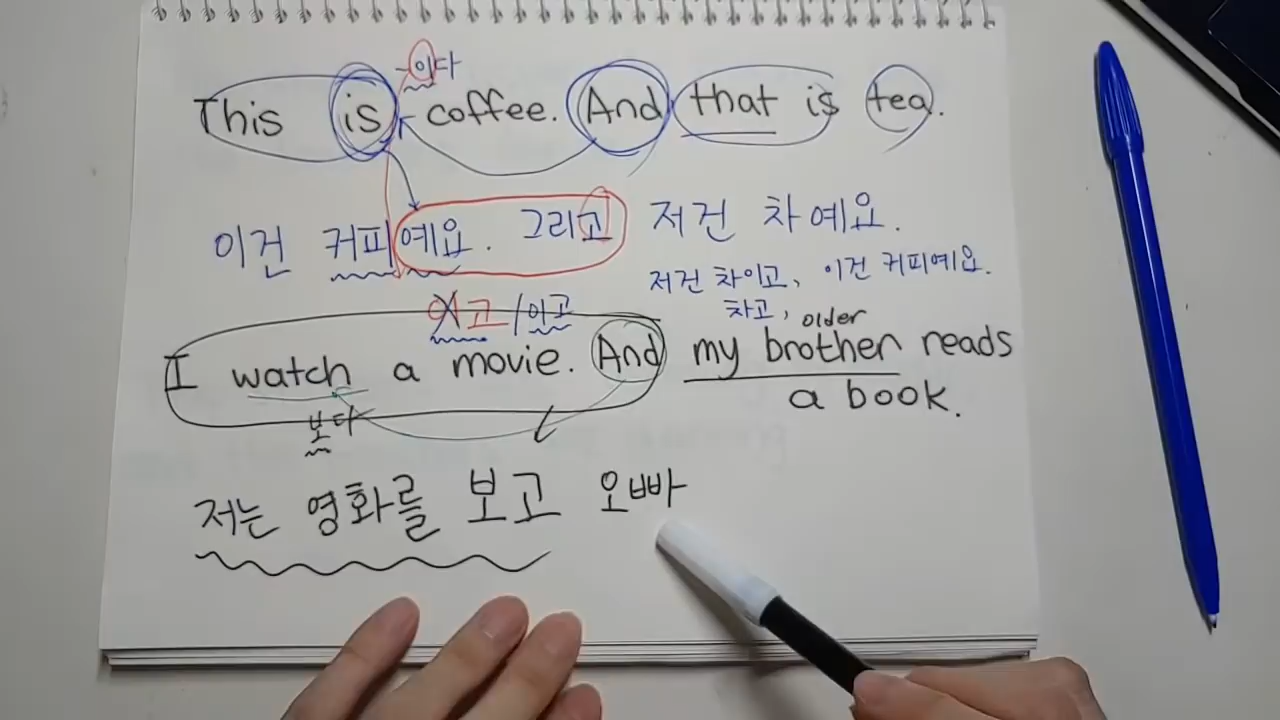 -이다
This is coffee. And that is tea.
이건 커피예요. 그리고 저건 차예요.
저건 차이고, 이건 커피예요.
차고,
이고 / 이고
older
I watch a movie. And my brother reads
a book.
보다
저는 영화를 보고 오빠